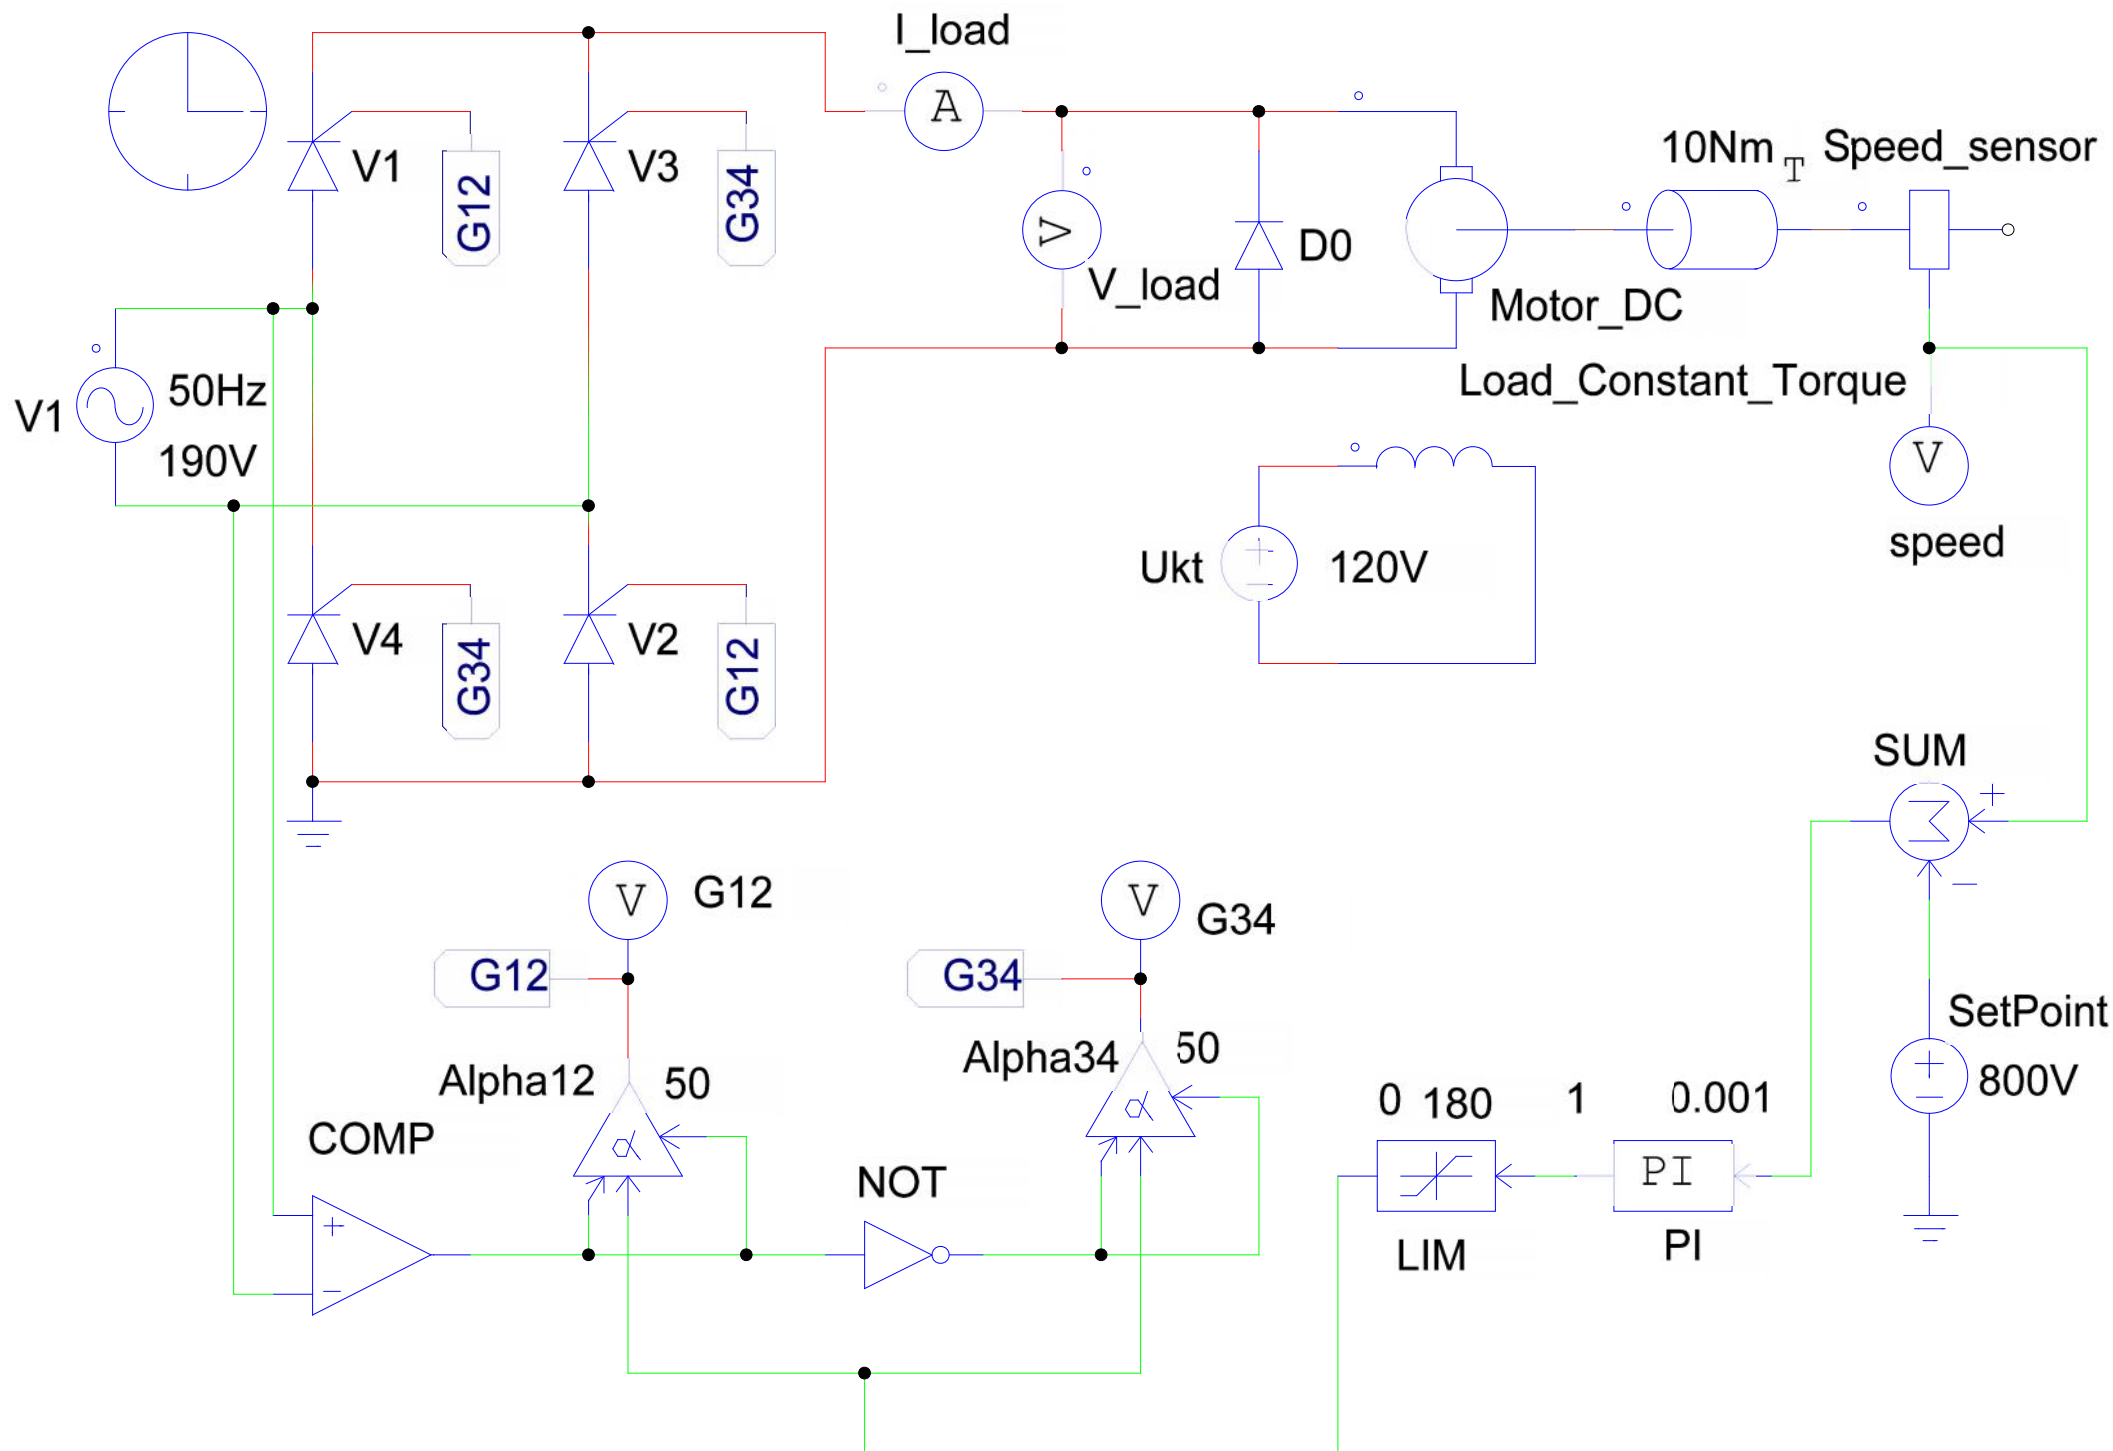 I_load
A
V1
G12
V3
G34
10Nm
T
Speed_sensor
V
V_load
D0
Motor_DC
Load_Constant_Torque
V1
50Hz
190V
V
speed
Ukt
120V
V4
G34
V2
G12
SUM
V
G12
V
G34
G12
G34
SetPoint
800V
Alpha12
50
α
Alpha34
50
α
COMP
NOT
0
180
1
0.001
PI
LIM
PI